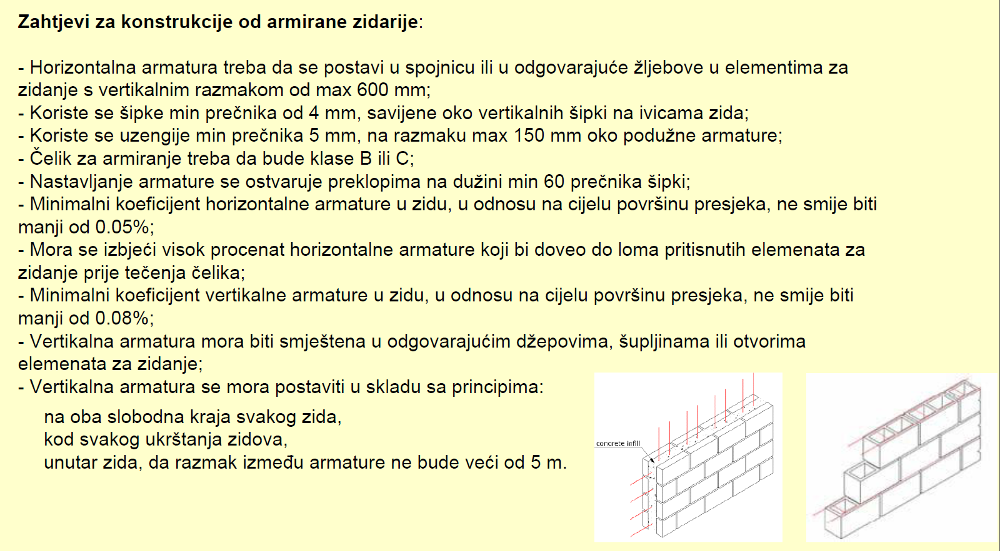 Zahtjevi za konstrukcije od armirane zidarije:
- Horizontalna armatura treba da se postavi u spojnicu ili u odgovarajuće žljebove u elementima za
zidanje s vertikalnim razmakom od max 600 mm;
- Koriste se šipke min prečnika od 4 mm, savijene oko vertikalnih šipki na ivicama zida;
- Koriste se uzengije min prečnika 5 mm, na razmaku max 150 mm oko podužne armature;
- Čelik za armiranje treba da bude klase B ili C;
- Nastavljanje armature se ostvaruje preklopima na dužini min 60 prečnika šipki;
- Minimalni koeficijent horizontalne armature u zidu, u odnosu na cijelu površinu presjeka, ne smije biti
manji od 0.05%;
- Mora se izbjeći visok procenat horizontalne armature koji bi doveo do loma pritisnutih elemenata za
zidanje prije tečenja čelika;
- Minimalni koeficijent vertikalne armature u zidu, u odnosu na cijelu površinu presjeka, ne smije biti
manji od 0.08%;
- Vertikalna armatura mora biti smještena u odgovarajućim džepovima, šupljinama ili otvorima
elemenata za zidanje;
- Vertikalna armatura se mora postaviti u skladu sa principima:
na oba slobodna kraja svakog zida,
kod svakog ukrštanja zidova,
unutar zida, da razmak između armature ne bude veći od 5 m.
concrete infill